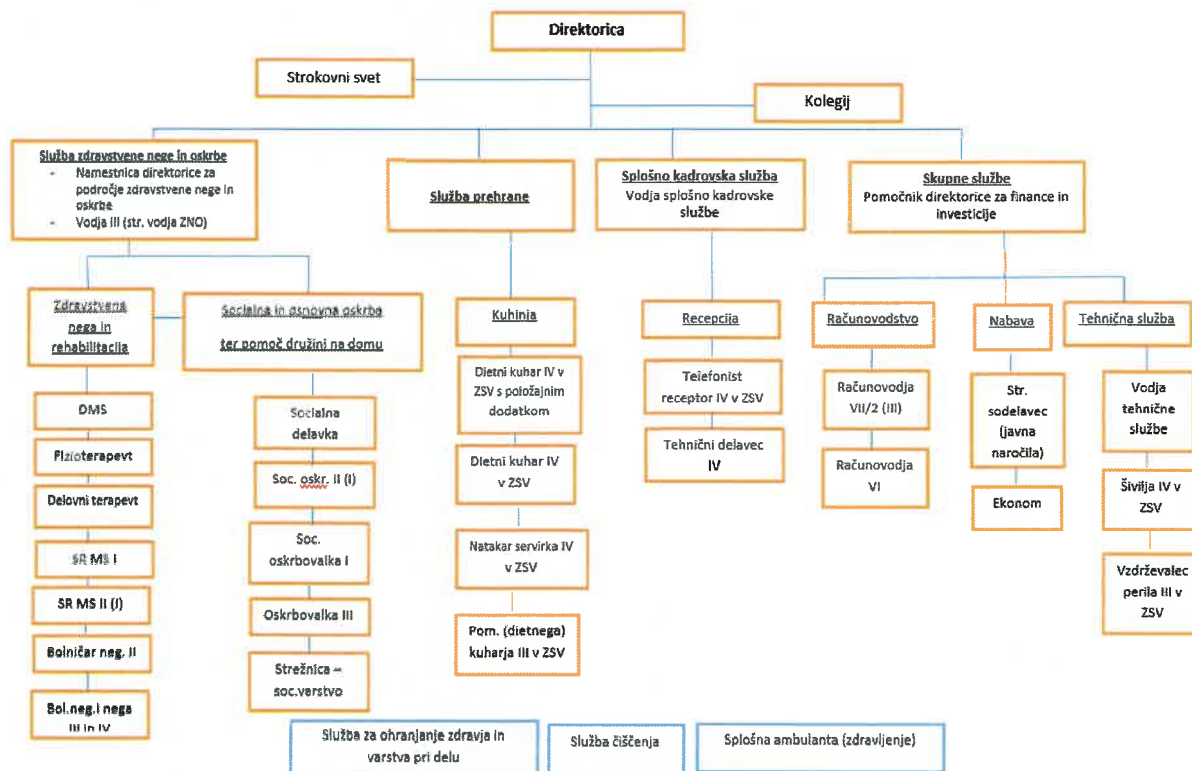 Direktorica
Strokovni svet
Kolegij
Služba zdravstvene nege in oskrbe
- Namestnica direktorice za
področje zdravstvene nege in
oskrbe
- Vodja III (str. vodja ZNO)
Služba prehrane
Splošno kadrovska služba
Vodja splošno kadrovske
službe
Skupne službe
Pomočnik direktorice za finance in
investicije
Zdravstvena
nega in
rehabilitacija
Socialna in osnovna oskrba
ter pomoč družini na domu
Kuhinja
Recepcija
Računovodstvo
Nabava
Tehnična služba
DMS
Fizioterapevt
Delovni terapevt
SR MS I
SR MS II (I)
Bolničar neg. II
Bol.neg.I nega
III in IV
Socialna
delavka
Soc. oskr. II (I)
Soc.
oskrbovalka I
Oskrbovalka III
Strežnica –
soc.varstvo
Dietni kuhar IV v
ZSV s položajnim
dodatkom
Dietni kuhar IV
v ZSV
Natakar servirka IV
v ZSV
Pom. (dietnega)
kuharja III v ZSV
Telefonist
receptor IV v ZSV
Tehnični delavec
IV
Računovodja
VII/2 (III)
Računovodja
VI
Str.
sodelavec
(javna
naročila)
Ekonom
Vodja
tehnične
službe
Šivilja IV v
ZSV
Vzdrževalec
perila III v
ZSV
Služba za ohranjanje zdravja in
varstva pri delu
Služba čiščenja
Splošna ambulanta (zdravljenje)